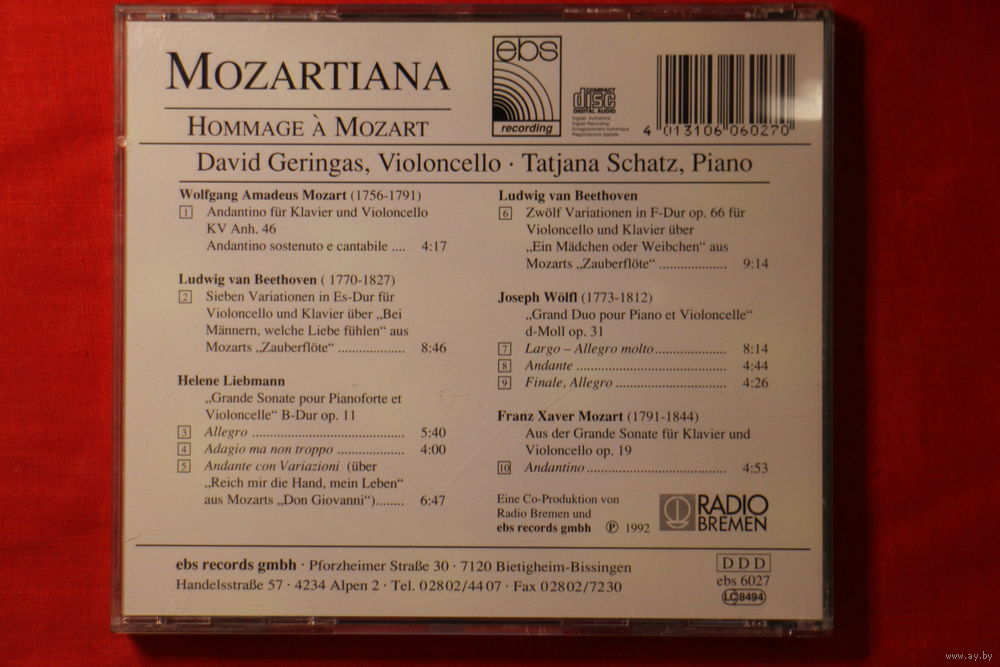 MOZARTIANA
HOMMAGE À MOZART
ebs
recording
COMPACT
disc
DIGITAL AUDIO
Digital Aufnahme
Digital Recording
Enregistrement numérique
Registrazione digitale
4 013106 060270
David Geringas, Violoncello · Tatjana Schatz, Piano
Wolfgang Amadeus Mozart (1756-1791)
1 Andantino für Klavier und Violoncello
KV Anh. 46
Andantino sostenuto e cantabile .... 4:17
Ludwig van Beethoven ( 1770-1827)
2 Sieben Variationen in Es-Dur für
Violoncello und Klavier über „Bei
Männern, welche Liebe fühlen“ aus
Mozarts „Zauberflöte“ .................. 8:46
Helene Liebmann
„Grande Sonate pour Pianoforte et
Violoncelle“ B-Dur op. 11
3 Allegro ........................................ 5:40
4 Adagio ma non troppo .................. 4:00
5 Andante con Variazioni (über
„Reich mir die Hand, mein Leben“
aus Mozarts „Don Giovanni“)........ 6:47
Ludwig van Beethoven
6 Zwölf Variationen in F-Dur op. 66 für
Violoncello und Klavier über
„Ein Mädchen oder Weibchen“ aus
Mozarts „Zauberflöte“ .................. 9:14
Joseph Wölfl (1773-1812)
„Grand Duo pour Piano et Violoncelle“
d-Moll op. 31
7 Largo – Allegro molto.................. 8:14
8 Andante ........................................ 4:44
9 Finale, Allegro ............................. 4:26
Franz Xaver Mozart (1791-1844)
Aus der Grande Sonate für Klavier und
Violoncello op. 19
10 Andantino..................................... 4:53
Eine Co-Produktion von
Radio Bremen und
ebs records gmbh ℗ 1992
RADIO
BREMEN
ebs records gmbh · Pforzheimer Straße 30 · 7120 Bietigheim-Bissingen
Handelsstraße 57 · 4234 Alpen 2 · Tel. 02802/4407 · Fax 02802/7230
D D D
ebs 6027
LC 8494
www.ay.by